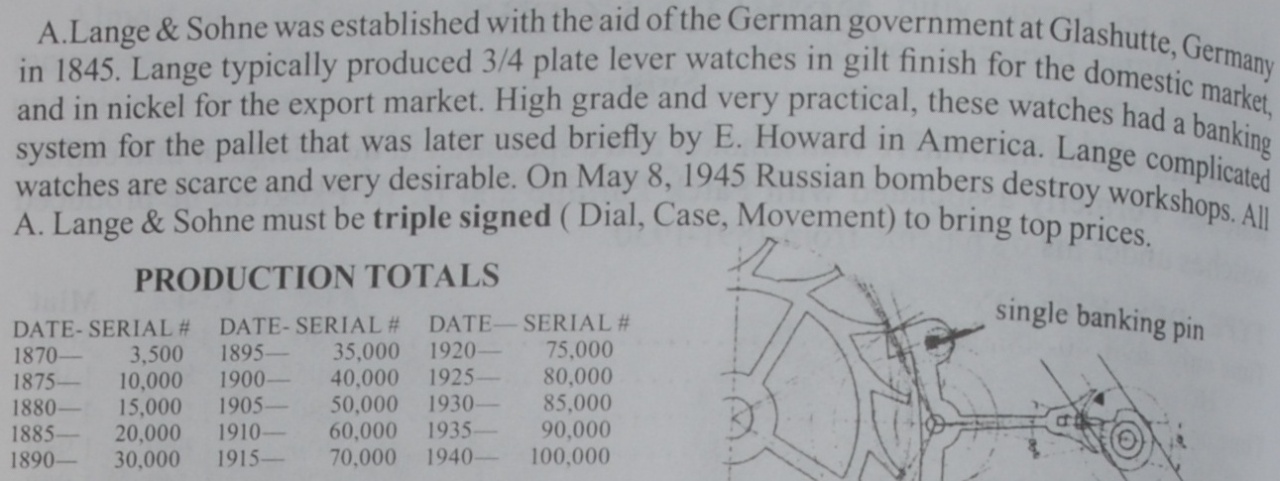 A.Lange & Sohne was established with the aid of the German government at Glashutte, Germany
in 1845. Lange typically produced 3/4 plate lever watches in gilt finish for the domestic market,
and in nickel for the export market. High grade and very practical, these watches had a banking
system for the pallet that was later used briefly by E. Howard in America. Lange complicated
watches are scarce and very desirable. On May 8, 1945 Russian bombers destroy workshops. All
A. Lange & Sohne must be triple signed ( Dial, Case, Movement) to bring top prices.
PRODUCTION TOTALS
DATE- SERIAL # DATE- SERIAL # DATE— SERIAL #
1870— 3,500 1895— 35,000 1920— 75,000
1875— 10,000 1900— 40,000 1925— 80,000
1880— 15,000 1905— 50,000 1930— 85,000
1885— 20,000 1910— 60,000 1935— 90,000
1890— 30,000 1915— 70,000 1940— 100,000
single banking pin